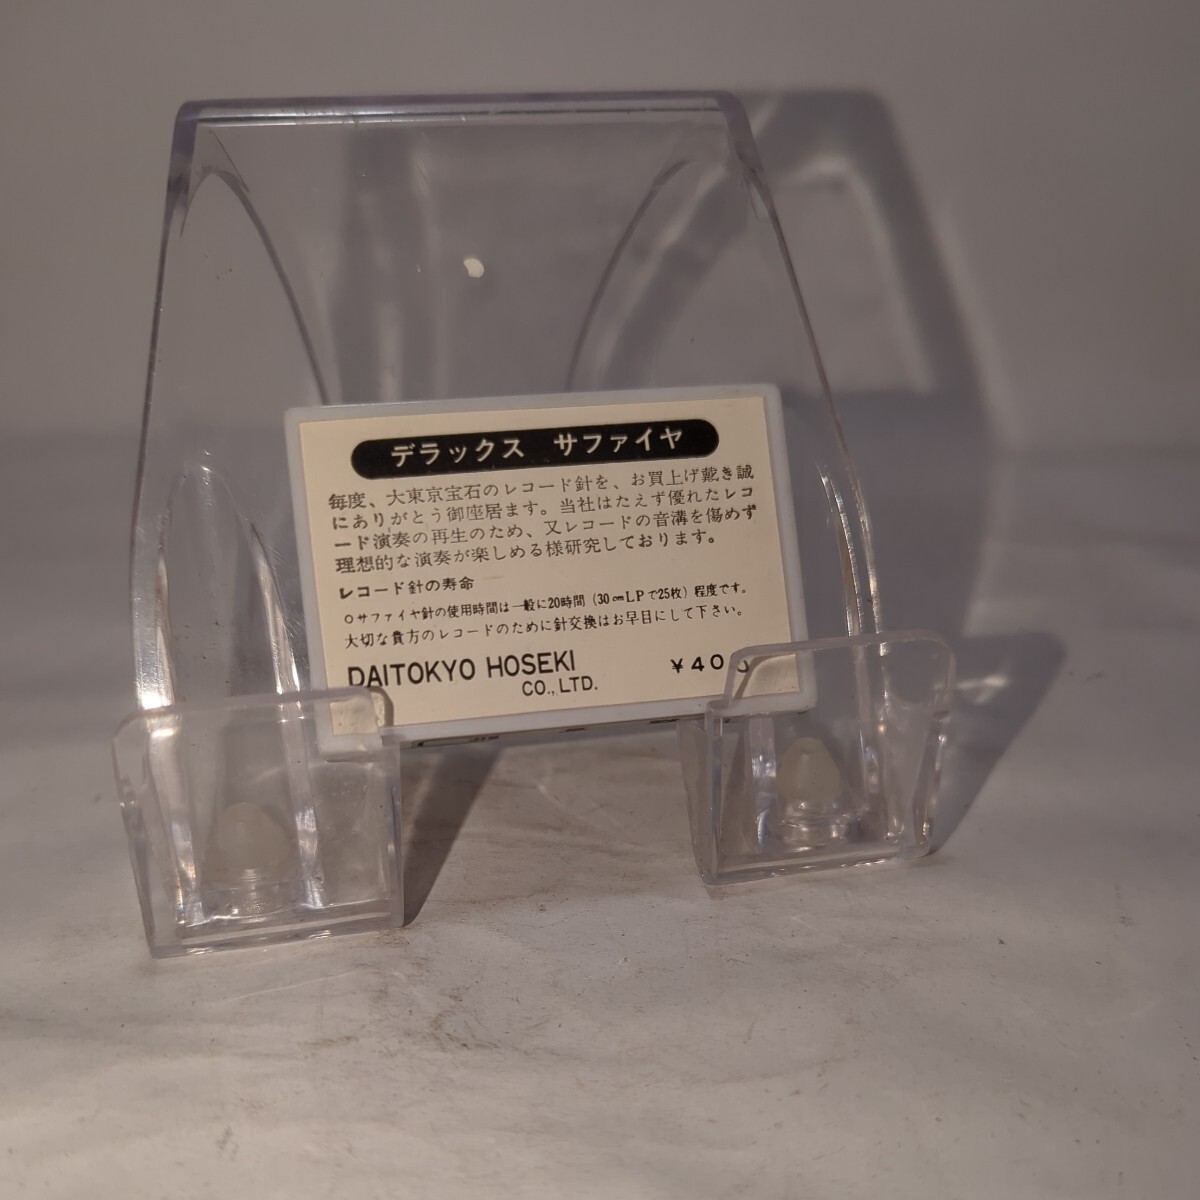 デラックス サファイヤ
毎度、大東京宝石のレコード針を、お買上げ戴き誠
にありがとう御座居ます。当社はたえず優れたレコ
ード演奏の再生のため、又レコードの音溝を傷めず
理想的な演奏が楽しめる様研究しております。
レコード針の寿命
○サファイヤ針の使用時間は一般に20時間(30㎝LPで25枚)程度です。
大切な貴方のレコードのために針交換はお早目にして下さい。
DAITOKYO HOSEKI ¥400
CO., LTD.